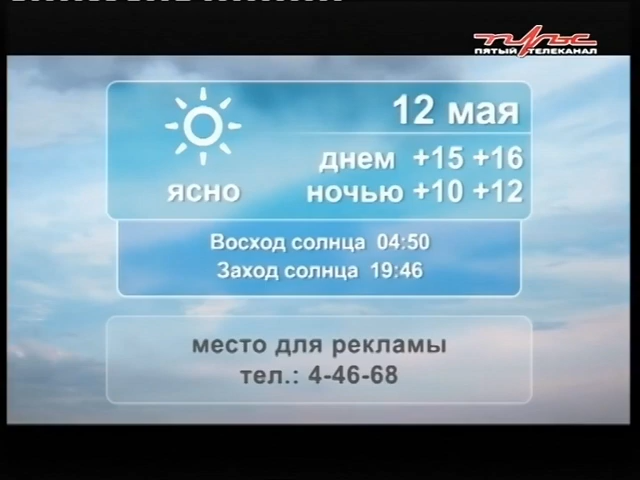 Пульс
ПЯТЫЙ ТЕЛЕКАНАЛ
12 мая
днем +15 +16
ясно
ночью +10 +12
Восход солнца 04:50
Заход солнца 19:46
место для рекламы
тел.: 4-46-68